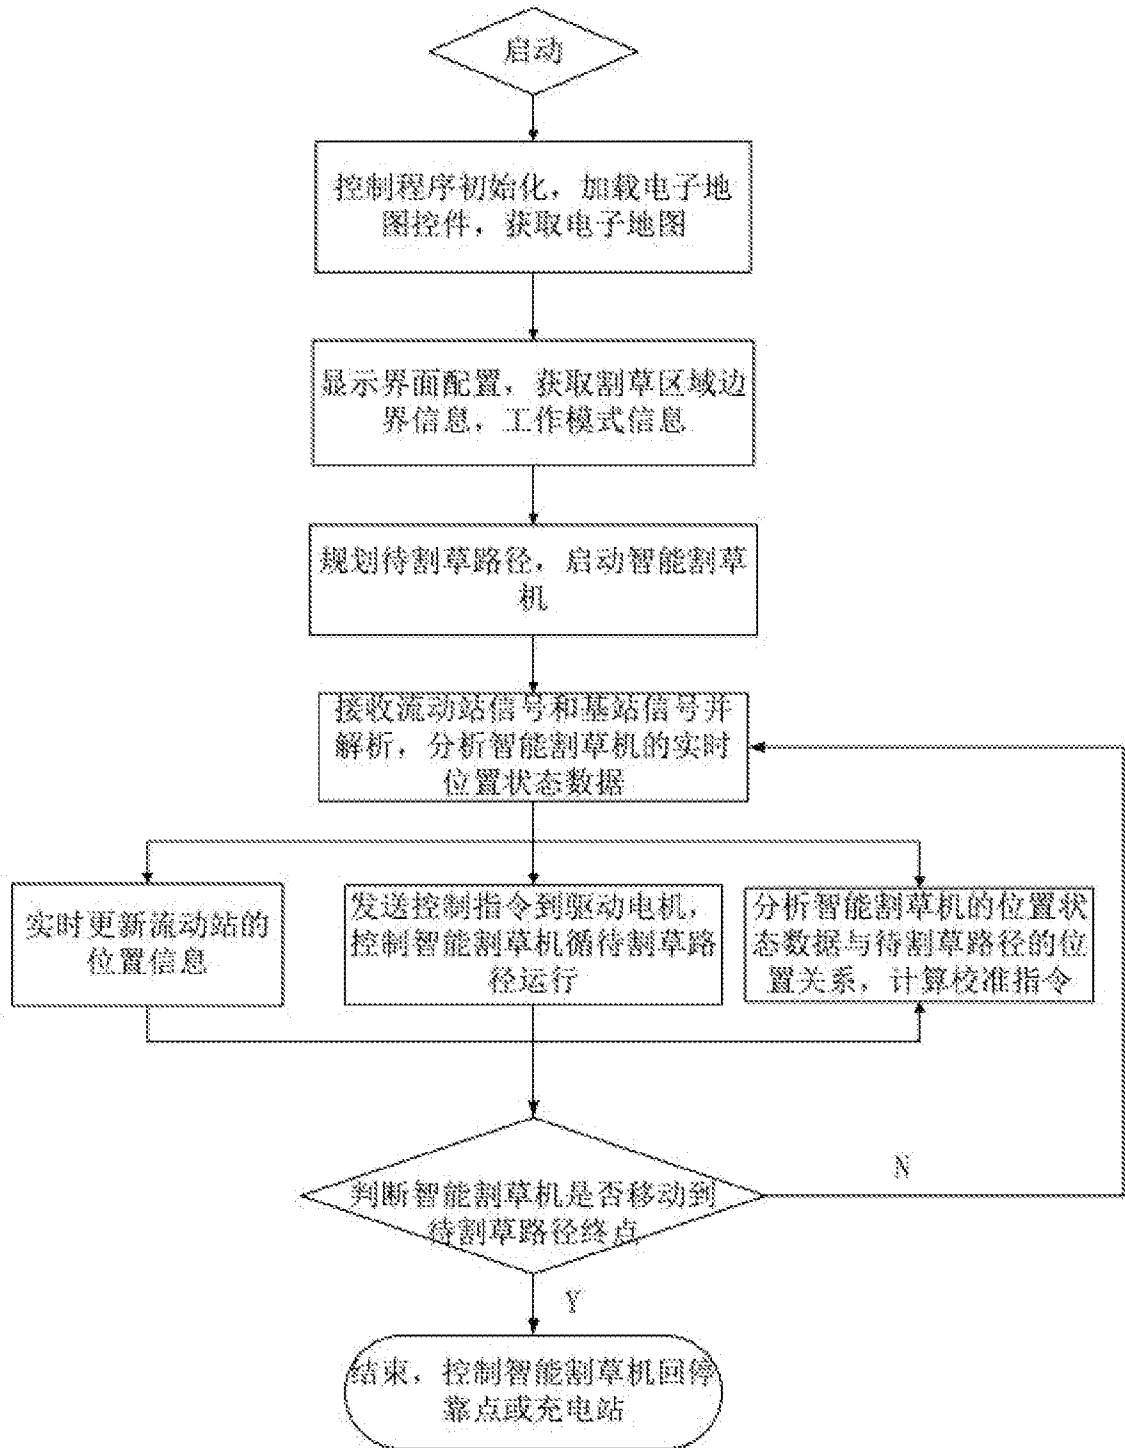 启动
控制程序初始化，加载电子地
图控件，获取电子地图
显示界面配置，获取割草区域边
界信息，工作模式信息
规划待割草路径，启动智能割草
机
接收流动站信号和基站信号并
解析，分析智能割草机的实时
位置状态数据
实时更新流动站的
位置信息
发送控制指令到驱动电机，
控制智能割草机循待割草路
径运行
分析智能割草机的位置状
态数据与待割草路径的位
置关系，计算校准指令
判断智能割草机是否移动到
待割草路径终点
N
Y
结束，控制智能割草机回停
靠点或充电站